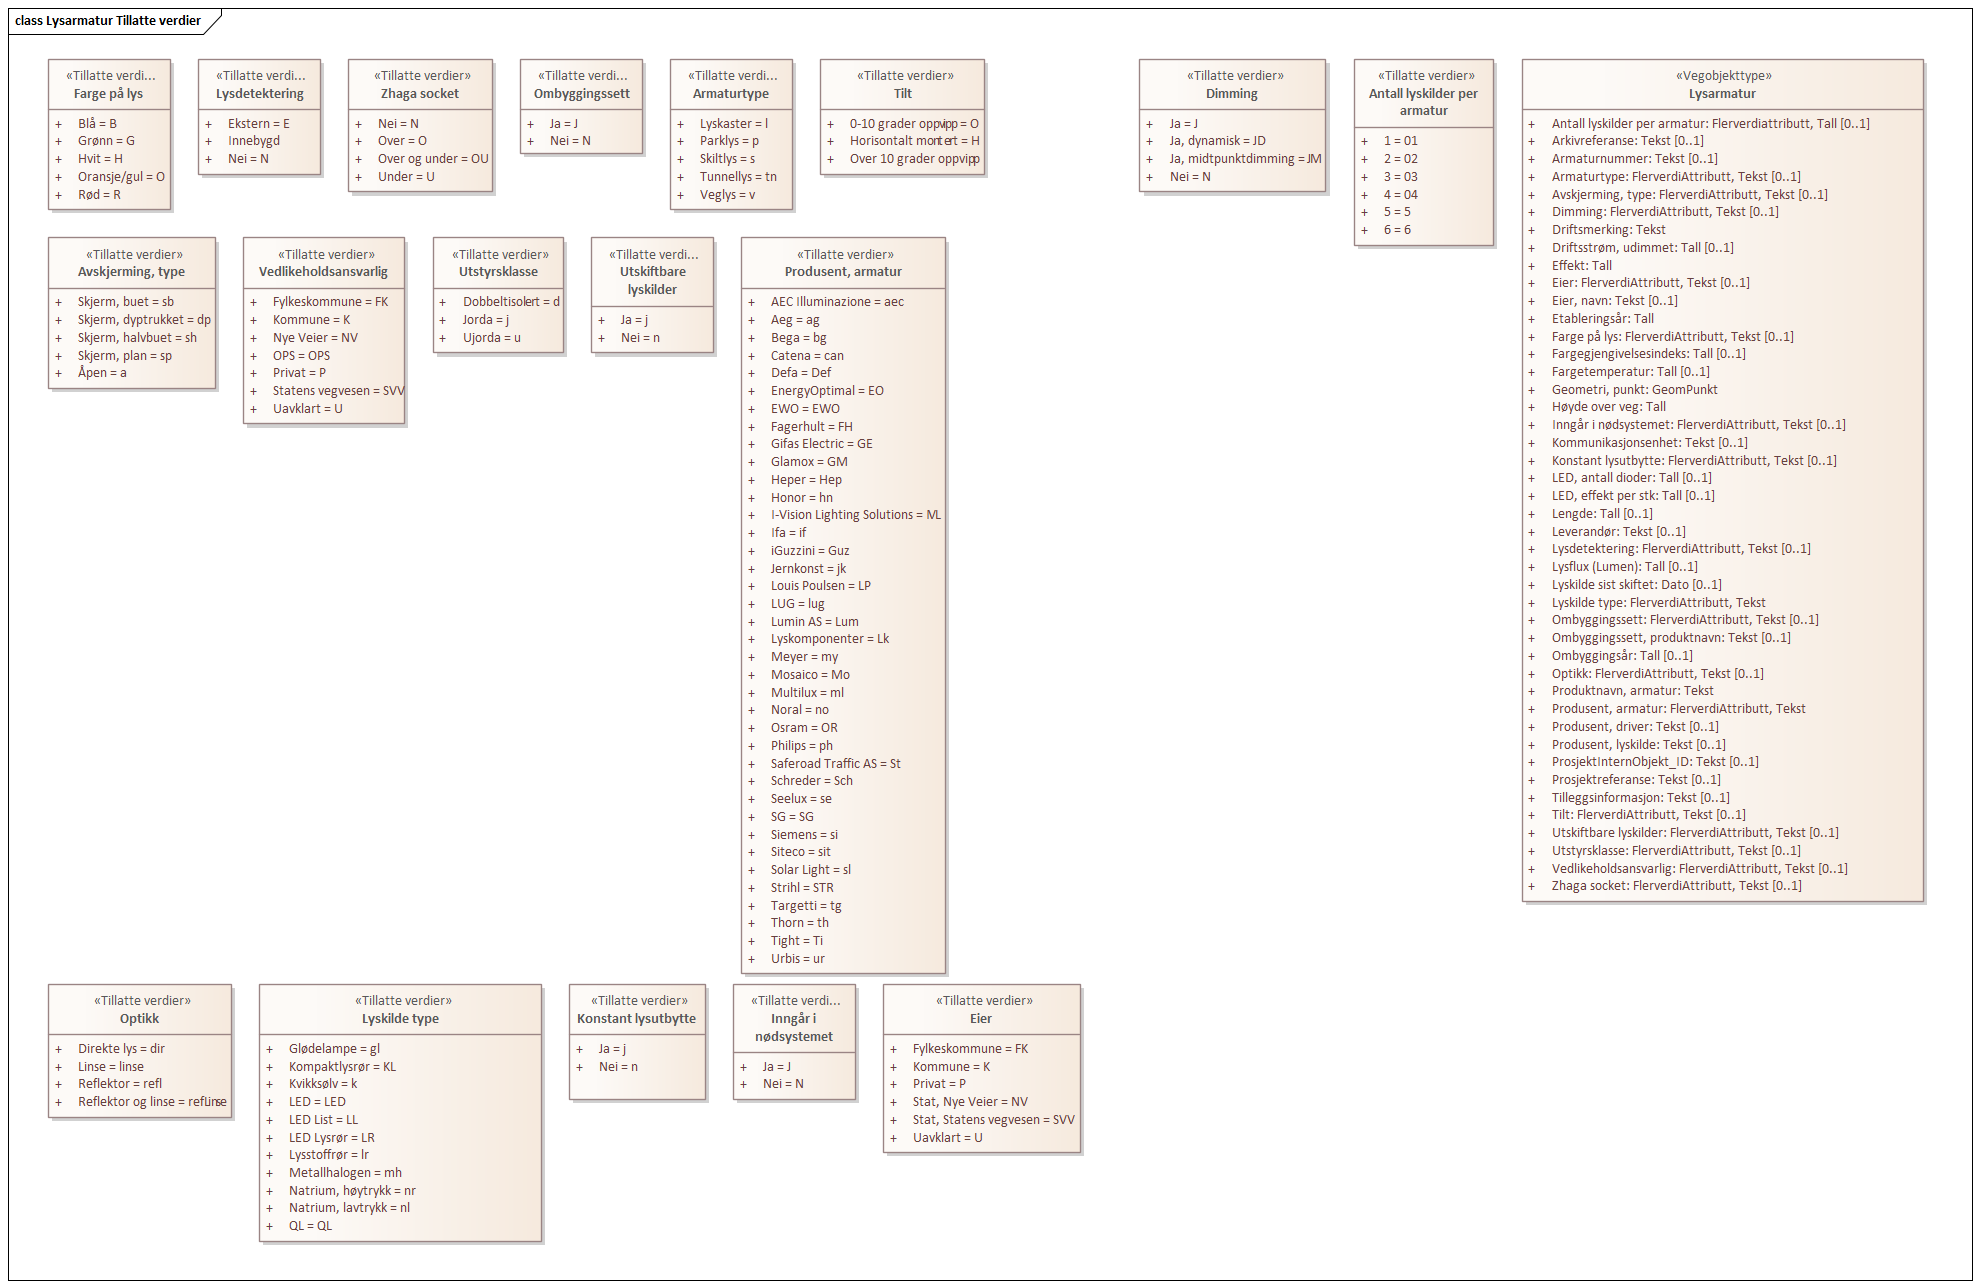 class Lysarmatur Tillatte verdier
«Tillatte verdi...
Farge på lys
+ Blå = B
+ Grønn = G
+ Hvit = H
+ Oransje/gul = O
+ Rød = R
«Tillatte verdi...
Lysdetektering
+ Ekstern = E
+ Innebygd
+ Nei = N
«Tillatte verdier»
Zhaga socket
+ Nei = N
+ Over = O
+ Over og under = OU
+ Under = U
«Tillatte verdi...
Ombyggingssett
+ Ja = J
+ Nei = N
«Tillatte verdi...
Armaturtype
+ Lyskaster = l
+ Parklys = p
+ Skiltlys = s
+ Tunnellys = tn
+ Veglys = v
«Tillatte verdier»
Tilt
+ 0-10 grader oppvipp = O
+ Horisontalt montert = H
+ Over 10 grader oppvipp
«Tillatte verdier»
Dimming
+ Ja = J
+ Ja, dynamisk = JD
+ Ja, midtpunktdimming = JM
+ Nei = N
«Tillatte verdier»
Antall lyskilder per
armatur
+ 1 = 01
+ 2 = 02
+ 3 = 03
+ 4 = 04
+ 5 = 5
+ 6 = 6
«Vegobjekttype»
Lysarmatur
+ Antall lyskilder per armatur: Flerverdiattributt, Tall [0..1]
+ Arkivreferanse: Tekst [0..1]
+ Armaturnummer: Tekst [0..1]
+ Armaturtype: FlerverdiAttributt, Tekst [0..1]
+ Avskjerming, type: FlerverdiAttributt, Tekst [0..1]
+ Dimming: FlerverdiAttributt, Tekst [0..1]
+ Driftsmerking: Tekst
+ Driftsstrøm, udimmet: Tall [0..1]
+ Effekt: Tall
+ Eier: FlerverdiAttributt, Tekst [0..1]
+ Eier, navn: Tekst [0..1]
+ Etableringsår: Tall
+ Farge på lys: FlerverdiAttributt, Tekst [0..1]
+ Fargegjengivelsesindeks: Tall [0..1]
+ Fargetemperatur: Tall [0..1]
+ Geometri, punkt: GeomPunkt
+ Høyde over veg: Tall
+ Inngår i nødsystemet: FlerverdiAttributt, Tekst [0..1]
+ Kommunikasjonsenhet: Tekst [0..1]
+ Konstant lysutbytte: FlerverdiAttributt, Tekst [0..1]
+ LED, antall dioder: Tall [0..1]
+ LED, effekt per stk: Tall [0..1]
+ Lengde: Tall [0..1]
+ Leverandør: Tekst [0..1]
+ Lysdetektering: FlerverdiAttributt, Tekst [0..1]
+ Lysflux (Lumen): Tall [0..1]
+ Lyskilde sist skiftet: Dato [0..1]
+ Lyskilde type: FlerverdiAttributt, Tekst
+ Ombyggingssett: FlerverdiAttributt, Tekst [0..1]
+ Ombyggingssett, produktnavn: Tekst [0..1]
+ Ombyggingsår: Tall [0..1]
+ Optikk: FlerverdiAttributt, Tekst [0..1]
+ Produktnavn, armatur: Tekst
+ Produsent, armatur: FlerverdiAttributt, Tekst
+ Produsent, driver: Tekst [0..1]
+ Produsent, lyskilde: Tekst [0..1]
+ ProsjektInternObjekt_ID: Tekst [0..1]
+ Prosjektreferanse: Tekst [0..1]
+ Tilleggsinformasjon: Tekst [0..1]
+ Tilt: FlerverdiAttributt, Tekst [0..1]
+ Utskiftbare lyskilder: FlerverdiAttributt, Tekst [0..1]
+ Utstyrsklasse: FlerverdiAttributt, Tekst [0..1]
+ Vedlikeholdsansvarlig: FlerverdiAttributt, Tekst [0..1]
+ Zhaga socket: FlerverdiAttributt, Tekst [0..1]
«Tillatte verdier»
Avskjerming, type
+ Skjerm, buet = sb
+ Skjerm, dyptrukket = dp
+ Skjerm, halvbuet = sh
+ Skjerm, plan = sp
+ Åpen = a
«Tillatte verdier»
Vedlikeholdsansvarlig
+ Fylkeskommune = FK
+ Kommune = K
+ Nye Veier = NV
+ OPS = OPS
+ Privat = P
+ Statens vegvesen = SVV
+ Uavklart = U
«Tillatte verdier»
Utstyrsklasse
+ Dobbeltisolert = d
+ Jorda = j
+ Ujorda = u
«Tillatte verdi...
Utskiftbare
lyskilder
+ Ja = j
+ Nei = n
«Tillatte verdier»
Produsent, armatur
+ AEC Illuminazione = aec
+ Aeg = ag
+ Bega = bg
+ Catena = can
+ Defa = Def
+ EnergyOptimal = EO
+ EWO = EWO
+ Fagerhult = FH
+ Gifas Electric = GE
+ Glamox = GM
+ Heper = Hep
+ Honor = hn
+ I-Vision Lighting Solutions = IVL
+ Ifa = if
+ iGuzzini = Guz
+ Jernkonst = jk
+ Louis Poulsen = LP
+ LUG = lug
+ Lumin AS = Lum
+ Lyskomponenter = Lk
+ Meyer = my
+ Mosaico = Mo
+ Multilux = ml
+ Noral = no
+ Osram = OR
+ Philips = ph
+ Saferoad Traffic AS = St
+ Schreder = Sch
+ Seelux = se
+ SG = SG
+ Siemens = si
+ Siteco = sit
+ Solar Light = sl
+ Strihl = STR
+ Targetti = tg
+ Thorn = th
+ Tight = Ti
+ Urbis = ur
«Tillatte verdier»
Optikk
+ Direkte lys = dir
+ Linse = linse
+ Reflektor = refl
+ Reflektor og linse = reflinse
«Tillatte verdier»
Lyskilde type
+ Glødelampe = gl
+ Kompaktlysrør = KL
+ Kvikksølv = k
+ LED = LED
+ LED List = LL
+ LED Lysrør = LR
+ Lysstoffrør = lr
+ Metallhalogen = mh
+ Natrium, høytrykk = nr
+ Natrium, lavtrykk = nl
+ QL = QL
«Tillatte verdier»
Konstant lysutbytte
+ Ja = j
+ Nei = n
«Tillatte verdi...
Inngår i
nødsystemet
+ Ja = J
+ Nei = N
«Tillatte verdier»
Eier
+ Fylkeskommune = FK
+ Kommune = K
+ Privat = P
+ Stat, Nye Veier = NV
+ Stat, Statens vegvesen = SVV
+ Uavklart = U